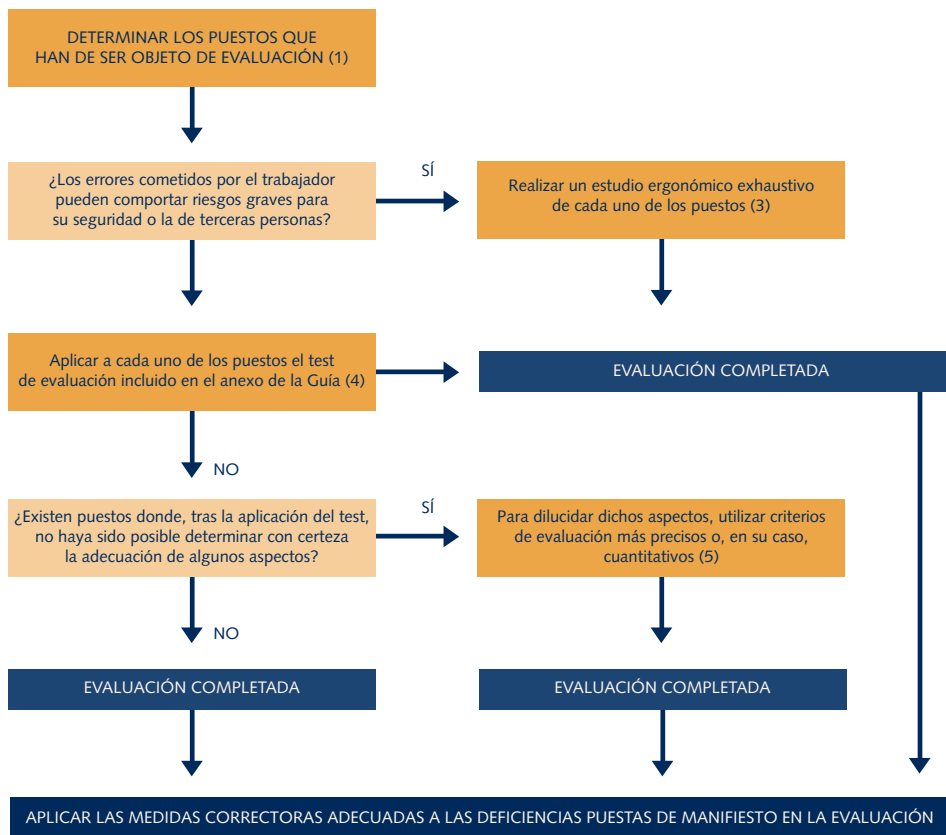 DETERMINAR LOS PUESTOS QUE
HAN DE SER OBJETO DE EVALUACIÓN (1)
¿Los errores cometidos por el trabajador
pueden comportar riesgos graves para
su seguridad o la de terceras personas?
SÍ
Realizar un estudio ergonómico exhaustivo
de cada uno de los puestos (3)
Aplicar a cada uno de los puestos el test
de evaluación incluido en el anexo de la Guía (4)
EVALUACIÓN COMPLETADA
NO
¿Existen puestos donde, tras la aplicación del test,
no haya sido posible determinar con certeza
la adecuación de algunos aspectos?
SÍ
Para dilucidar dichos aspectos, utilizar criterios
de evaluación más precisos o, en su caso,
cuantitativos (5)
NO
EVALUACIÓN COMPLETADA
EVALUACIÓN COMPLETADA
APLICAR LAS MEDIDAS CORRECTORAS ADECUADAS A LAS DEFICIENCIAS PUESTAS DE MANIFIESTO EN LA EVALUACIÓN